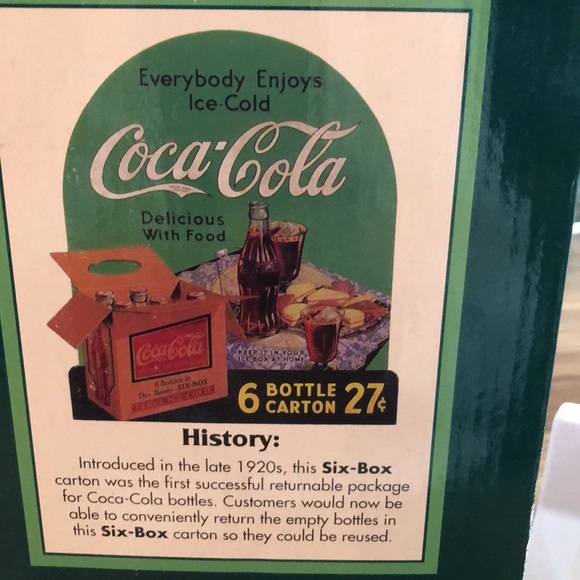 Everybody Enjoys
Ice-Cold
Coca-Cola
Delicious
With Food
Coca-Cola
6 Bottles in
This Handy SIX-BOX
SERVE ICE COLD
KEEP IT IN YOUR
ICE BOX AT HOME
6 BOTTLE
CARTON 27¢
History:
Introduced in the late 1920s, this Six-Box
carton was the first successful returnable package
for Coca-Cola bottles. Customers would now be
able to conveniently return the empty bottles in
this Six-Box carton so they could be reused.